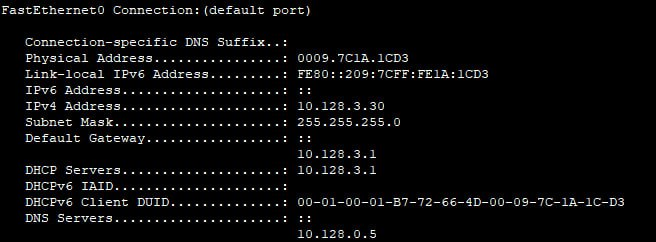 FastEthernet0 Connection:(default port)
Connection-specific DNS Suffix..:
Physical Address................: 0009.7C1A.1CD3
Link-local IPv6 Address.........: FE80::209:7CFF:FE1A:1CD3
IPv6 Address....................: ::
IPv4 Address....................: 10.128.3.30
Subnet Mask.....................: 255.255.255.0
Default Gateway.................: ::
10.128.3.1
DHCP Servers....................: 10.128.3.1
DHCPv6 IAID.....................:
DHCPv6 Client DUID..............: 00-01-00-01-B7-72-66-4D-00-09-7C-1A-1C-D3
DNS Servers.....................: ::
10.128.0.5